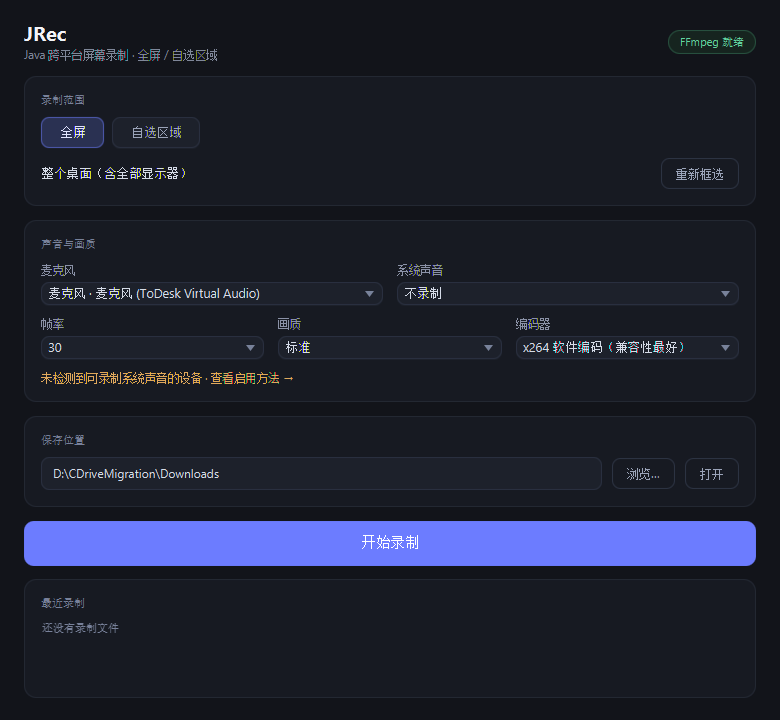 JRec
Java 跨平台屏幕录制 · 全屏 / 自选区域
FFmpeg 就绪
录制范围
全屏 自选区域
整个桌面（含全部显示器）
重新框选
声音与画质
麦克风 系统声音
麦克风 · 麦克风 (ToDesk Virtual Audio) 不录制
帧率 画质 编码器
30 标准 x264 软件编码（兼容性最好）
未检测到可录制系统声音的设备 · 查看启用方法 →
保存位置
D:\CDriveMigration\Downloads 浏览... 打开
开始录制
最近录制
还没有录制文件